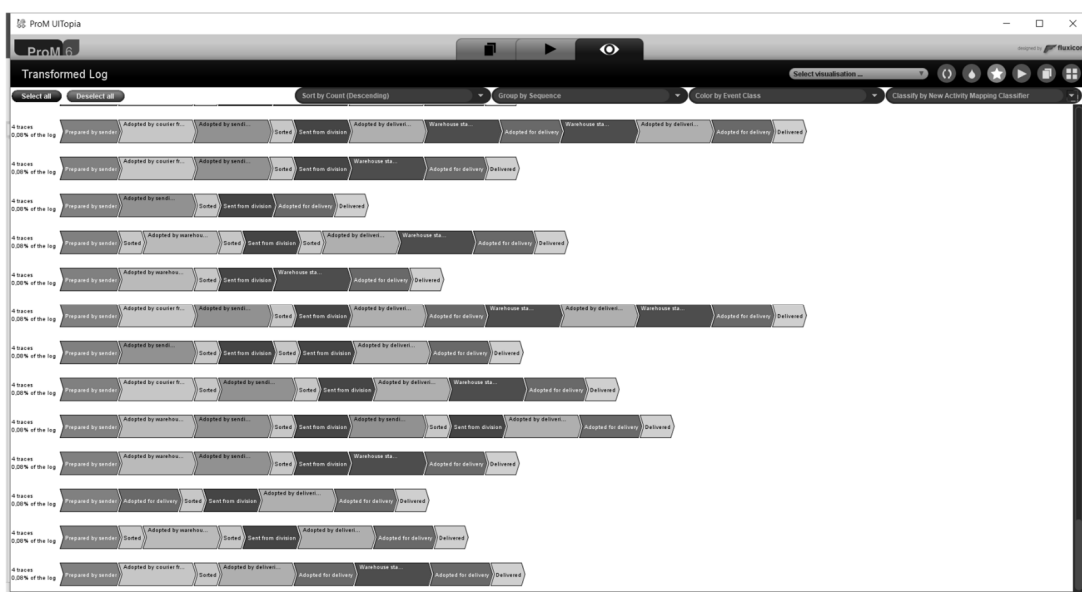 ProM UITopia
ProM 6
designed by fluxicon
Transformed Log
Select visualisation ...
Select all Deselect all Sort by Count (Descending) Group by Sequence Color by Event Class Classify by New Activity Mapping Classifier
4 traces
0,08% of the log
Prepared by sender Adopted by courier fr... Adopted by sendi... Sorted Sent from division Adopted by deliveri... Warehouse sta... Adopted for delivery Warehouse sta... Adopted by deliveri... Adopted for delivery Delivered
4 traces
0,08% of the log
Prepared by sender Adopted by courier fr... Adopted by sendi... Sorted Sent from division Warehouse sta... Adopted for delivery Delivered
4 traces
0,08% of the log
Prepared by sender Adopted by sendi... Sorted Sent from division Adopted for delivery Delivered
4 traces
0,08% of the log
Prepared by sender Sorted Adopted by warehou... Sorted Sent from division Sorted Adopted by deliveri... Warehouse sta... Adopted for delivery Delivered
4 traces
0,08% of the log
Prepared by sender Adopted by warehou... Sorted Sent from division Warehouse sta... Adopted for delivery Delivered
4 traces
0,08% of the log
Prepared by sender Adopted by courier fr... Adopted by sendi... Sorted Sent from division Adopted by deliveri... Adopted for delivery Warehouse sta... Adopted by deliveri... Warehouse sta... Adopted for delivery Delivered
4 traces
0,08% of the log
Prepared by sender Adopted by sendi... Sorted Sent from division Sorted Sent from division Adopted by deliveri... Adopted for delivery Delivered
4 traces
0,08% of the log
Prepared by sender Adopted by courier fr... Sorted Adopted by sendi... Sorted Sent from division Adopted by deliveri... Warehouse sta... Adopted for delivery Delivered
4 traces
0,08% of the log
Prepared by sender Adopted by warehou... Adopted by sendi... Sorted Sent from division Adopted by sendi... Sorted Sent from division Adopted by deliveri... Adopted for delivery Delivered
4 traces
0,08% of the log
Prepared by sender Adopted by warehou... Adopted by sendi... Sorted Sent from division Warehouse sta... Adopted for delivery Delivered
4 traces
0,08% of the log
Prepared by sender Adopted for delivery Sorted Sent from division Adopted by deliveri... Adopted for delivery Delivered
4 traces
0,08% of the log
Prepared by sender Sorted Adopted by warehou... Sorted Sent from division Adopted by deliveri... Adopted for delivery Delivered
4 traces
0,08% of the log
Prepared by sender Adopted by courier fr... Sorted Adopted by deliveri... Adopted for delivery Warehouse sta... Adopted for delivery Delivered